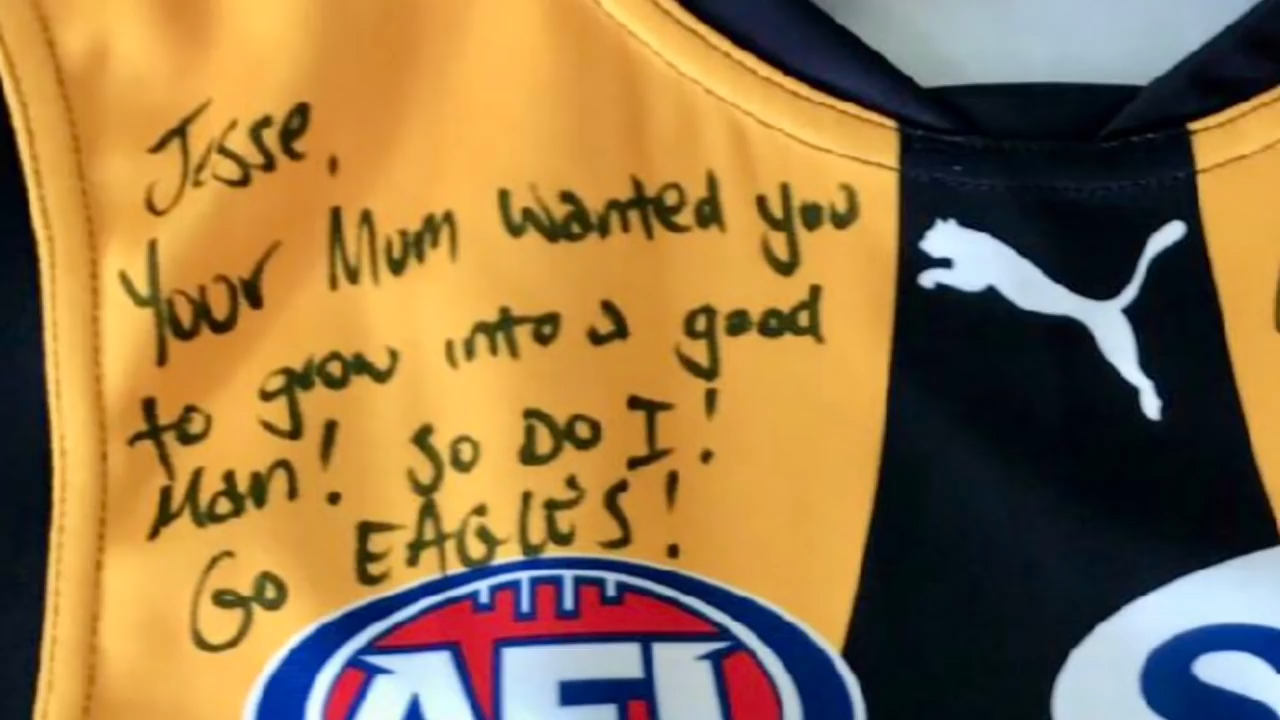 Jesse,
Your Mum Wanted you
to grow into a good
Man! So Do I!
Go EAGLES!
AFL